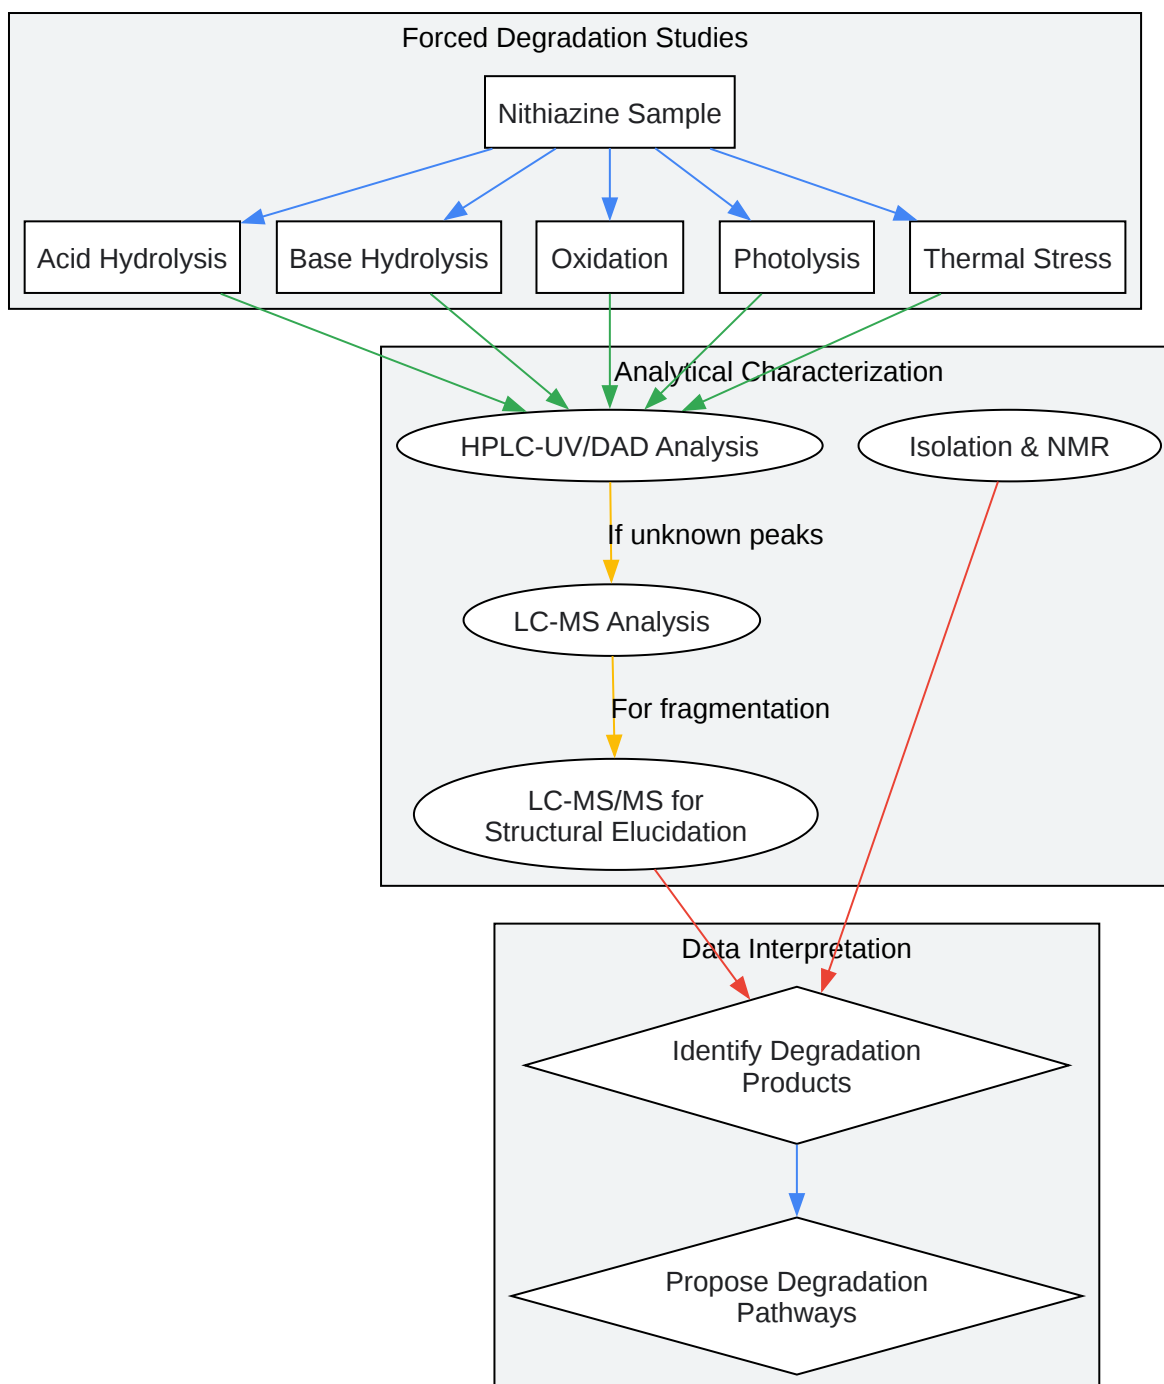 Forced Degradation Studies
Nithiazine Sample
Acid Hydrolysis
Base Hydrolysis
Oxidation
Photolysis
Thermal Stress
Analytical Characterization
HPLC-UV/DAD Analysis
Isolation & NMR
If unknown peaks
LC-MS Analysis
For fragmentation
LC-MS/MS for
Structural Elucidation
Data Interpretation
Identify Degradation
Products
Propose Degradation
Pathways